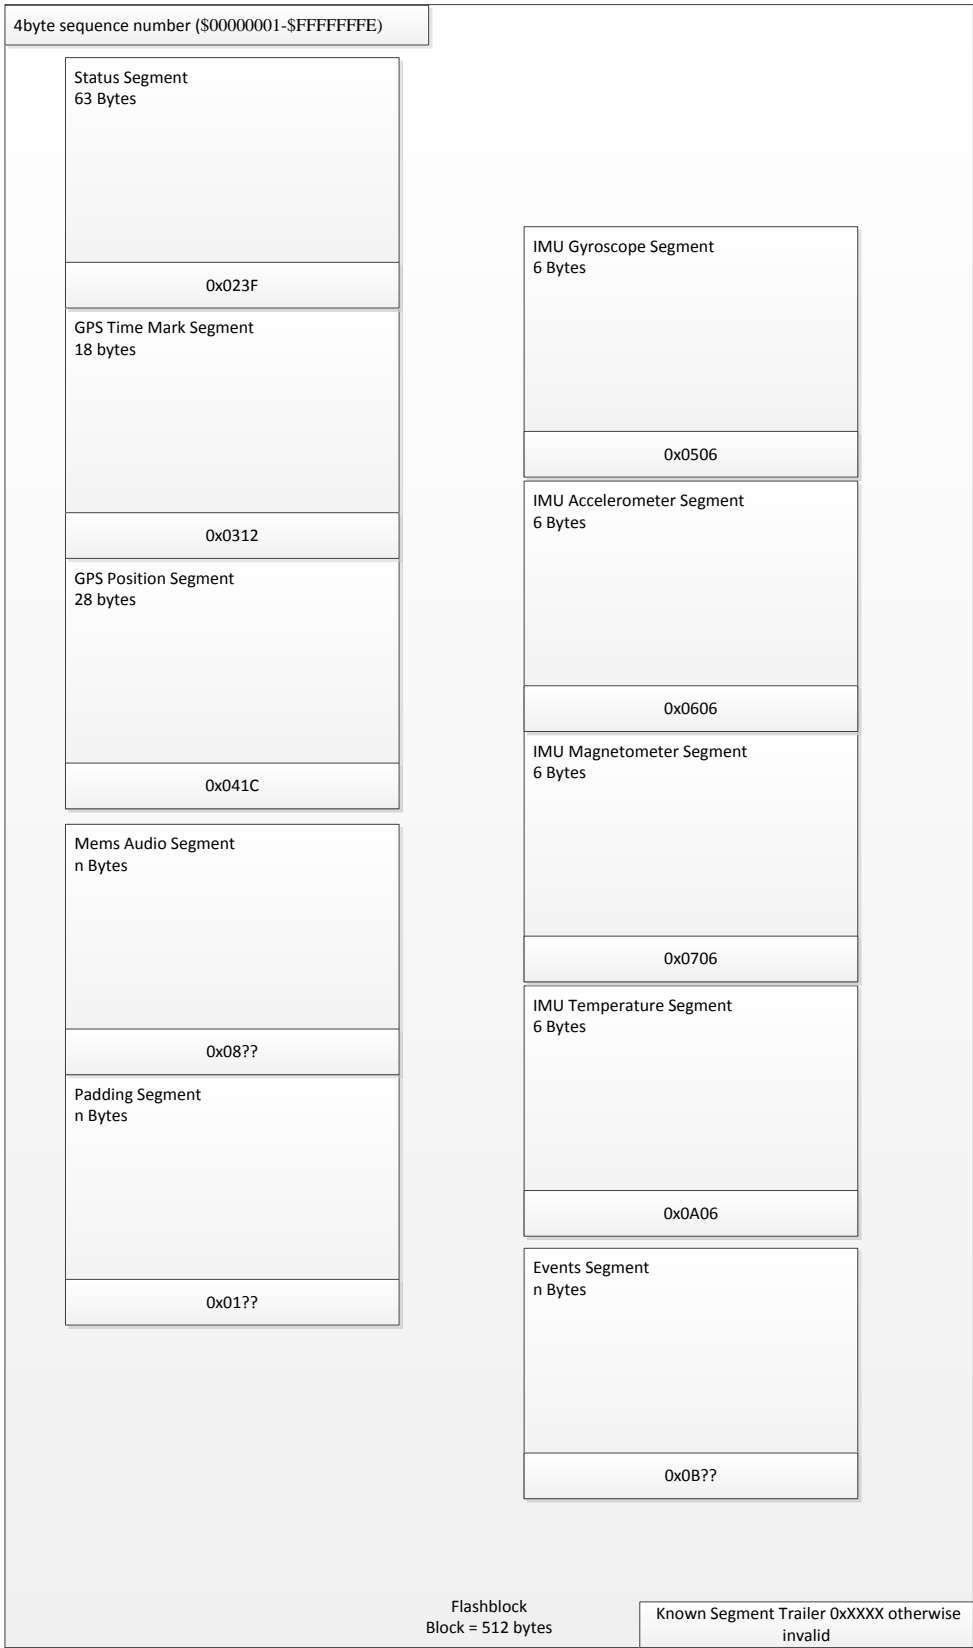 4byte sequence number ($00000001-$FFFFFFFE)
Status Segment
63 Bytes
0x023F
GPS Time Mark Segment
18 bytes
0x0312
GPS Position Segment
28 bytes
0x041C
Mems Audio Segment
n Bytes
0x08??
Padding Segment
n Bytes
0x01??
IMU Gyroscope Segment
6 Bytes
0x0506
IMU Accelerometer Segment
6 Bytes
0x0606
IMU Magnetometer Segment
6 Bytes
0x0706
IMU Temperature Segment
6 Bytes
0x0A06
Events Segment
n Bytes
0x0B??
Flashblock
Block = 512 bytes
Known Segment Trailer 0xXXXX otherwise
invalid